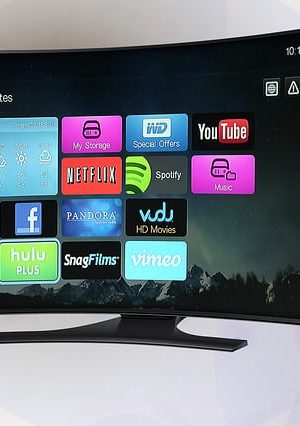 10:1
tes
My Storage
WD
Special Offers
YouTube
NETFLIX
Spotify
Music
f
PANDORA
vudu
HD Movies
hulu
PLUS
SnagFilms
vimeo